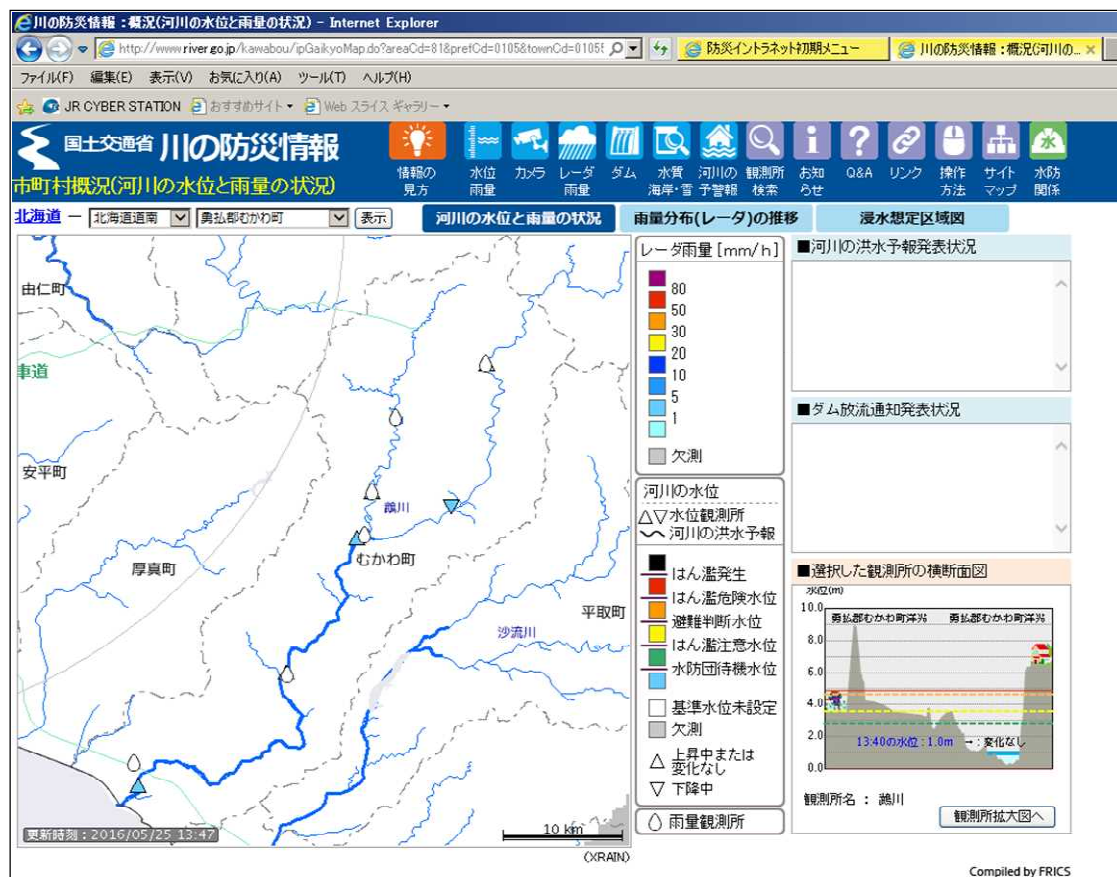 川の防災情報：概況(河川の水位と雨量の状況) - Internet Explorer
http://www.river.go.jp/kawabou/ipGaikyoMap.do?areaCd=81&prefCd=0105&townCd=01058
防災イントラネット初期メニュー
川の防災情報：概況(河川の...
ファイル(F) 編集(E) 表示(V) お気に入り(A) ツール(T) ヘルプ(H)
JR CYBER STATION おすすめサイト Web スライス ギャラリー
国土交通省 川の防災情報
市町村概況(河川の水位と雨量の状況)
情報の見方
水位雨量
カメラ
レーダ雨量
ダム
水質海岸・雪
河川の予警報
観測所検索
お知らせ
Q&A
リンク
操作方法
サイトマップ
水防関係
北海道 ー 北海道道南 勇払郡むかわ町 表示
河川の水位と雨量の状況
雨量分布(レーダ)の推移
浸水想定区域図
由仁町
車道
安平町
鵡川
むかわ町
厚真町
平取町
沙流川
更新時刻：2016/05/25 13:47
10 km
(XRAIN)
レーダ雨量 [mm/h]
80
50
30
20
10
5
1
欠測
河川の水位
△▽水位観測所
河川の洪水予報
はん濫発生
はん濫危険水位
避難判断水位
はん濫注意水位
水防団待機水位
基準水位未設定
欠測
△ 上昇中または
変化なし
▽ 下降中
雨量観測所
■河川の洪水予報発表状況
■ダム放流通知発表状況
■選択した観測所の横断面図
水位(m)
10.0
勇払郡むかわ町洋光 勇払郡むかわ町洋光
8.0
6.0
4.0
2.0
13:40の水位：1.0m →：変化なし
0.0
観測所名 ： 鵡川
観測所拡大図へ
Compiled by FRICS